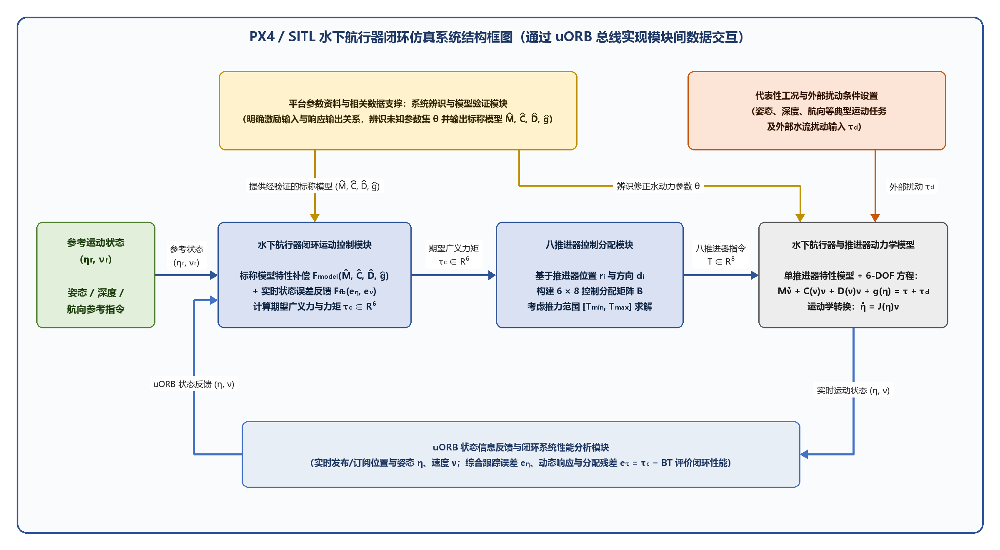 PX4 / SITL 水下航行器闭环仿真系统结构框图（通过 uORB 总线实现模块间数据交互）
平台参数资料与相关数据支撑：系统辨识与模型验证模块
（明确激励输入与响应输出关系，辨识未知参数集 θ 并输出标称模型 M̂, Ĉ, D̂, ĝ）
代表性工况与外部扰动条件设置
（姿态、深度、航向等典型运动任务
及外部水流扰动输入 τd）
提供经验证的标称模型 (M̂, Ĉ, D̂, ĝ)
辨识修正水动力参数 θ
外部扰动 τd
参考运动状态
(ηr, νr)
姿态 / 深度 /
航向参考指令
参考状态
(ηr, νr)
水下航行器闭环运动控制模块
标称模型特性补偿 Fmodel(M̂, Ĉ, D̂, ĝ)
+ 实时状态误差反馈 Ffb(eη, eν)
计算期望广义力与力矩 τc ∈ R⁶
期望广义力矩
τc ∈ R⁶
八推进器控制分配模块
基于推进器位置 ri 与方向 di
构建 6 × 8 控制分配矩阵 B
考虑推力范围 [Tmin, Tmax] 求解
八推进器指令
T ∈ R⁸
水下航行器与推进器动力学模型
单推进器特性模型 + 6-DOF 方程：
Mν̇ + C(ν)ν + D(ν)ν + g(η) = τ + τd
运动学转换：η̇ = J(η)ν
uORB 状态反馈 (η, ν)
实时运动状态 (η, ν)
uORB 状态信息反馈与闭环系统性能分析模块
（实时发布/订阅位置与姿态 η、速度 ν；综合跟踪误差 eη、动态响应与分配残差 eτ = τc − BT 评价闭环性能）